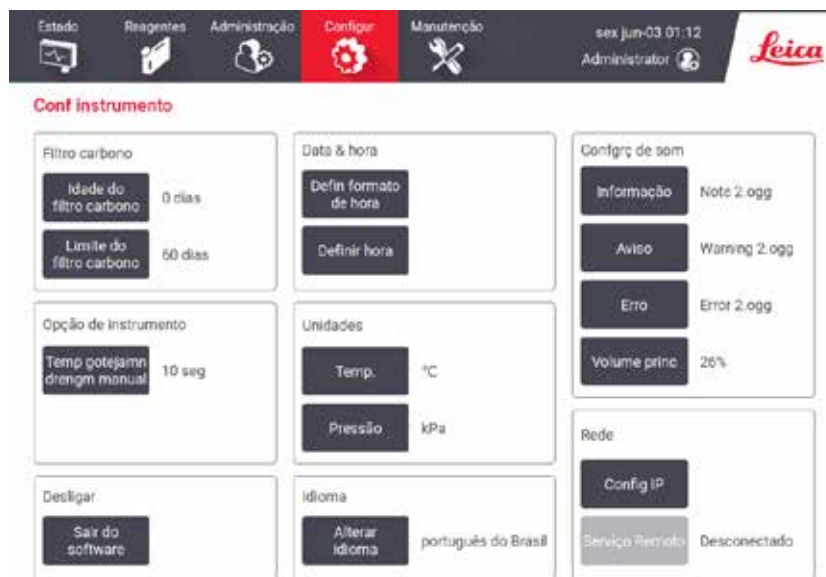 Estado Reagentes Administração Configur Manutenção
sex jun-03 01:12
Administrator
Leica
Conf instrumento
Filtro carbono
Idade do
filtro carbono
0 dias
Limite do
filtro carbono
60 dias
Data & hora
Defin formato
de hora
Definir hora
Confgrç de som
Informação Note 2.ogg
Aviso Warning 2.ogg
Erro Error 2.ogg
Volume princ 26%
Opção de Instrumento
Temp gotejamn
drengm manual
10 seg
Unidades
Temp. °C
Pressão kPa
Rede
Config IP
Serviço Remoto Desconectado
Desligar
Sair do
software
Idioma
Alterar
idioma
português do Brasil